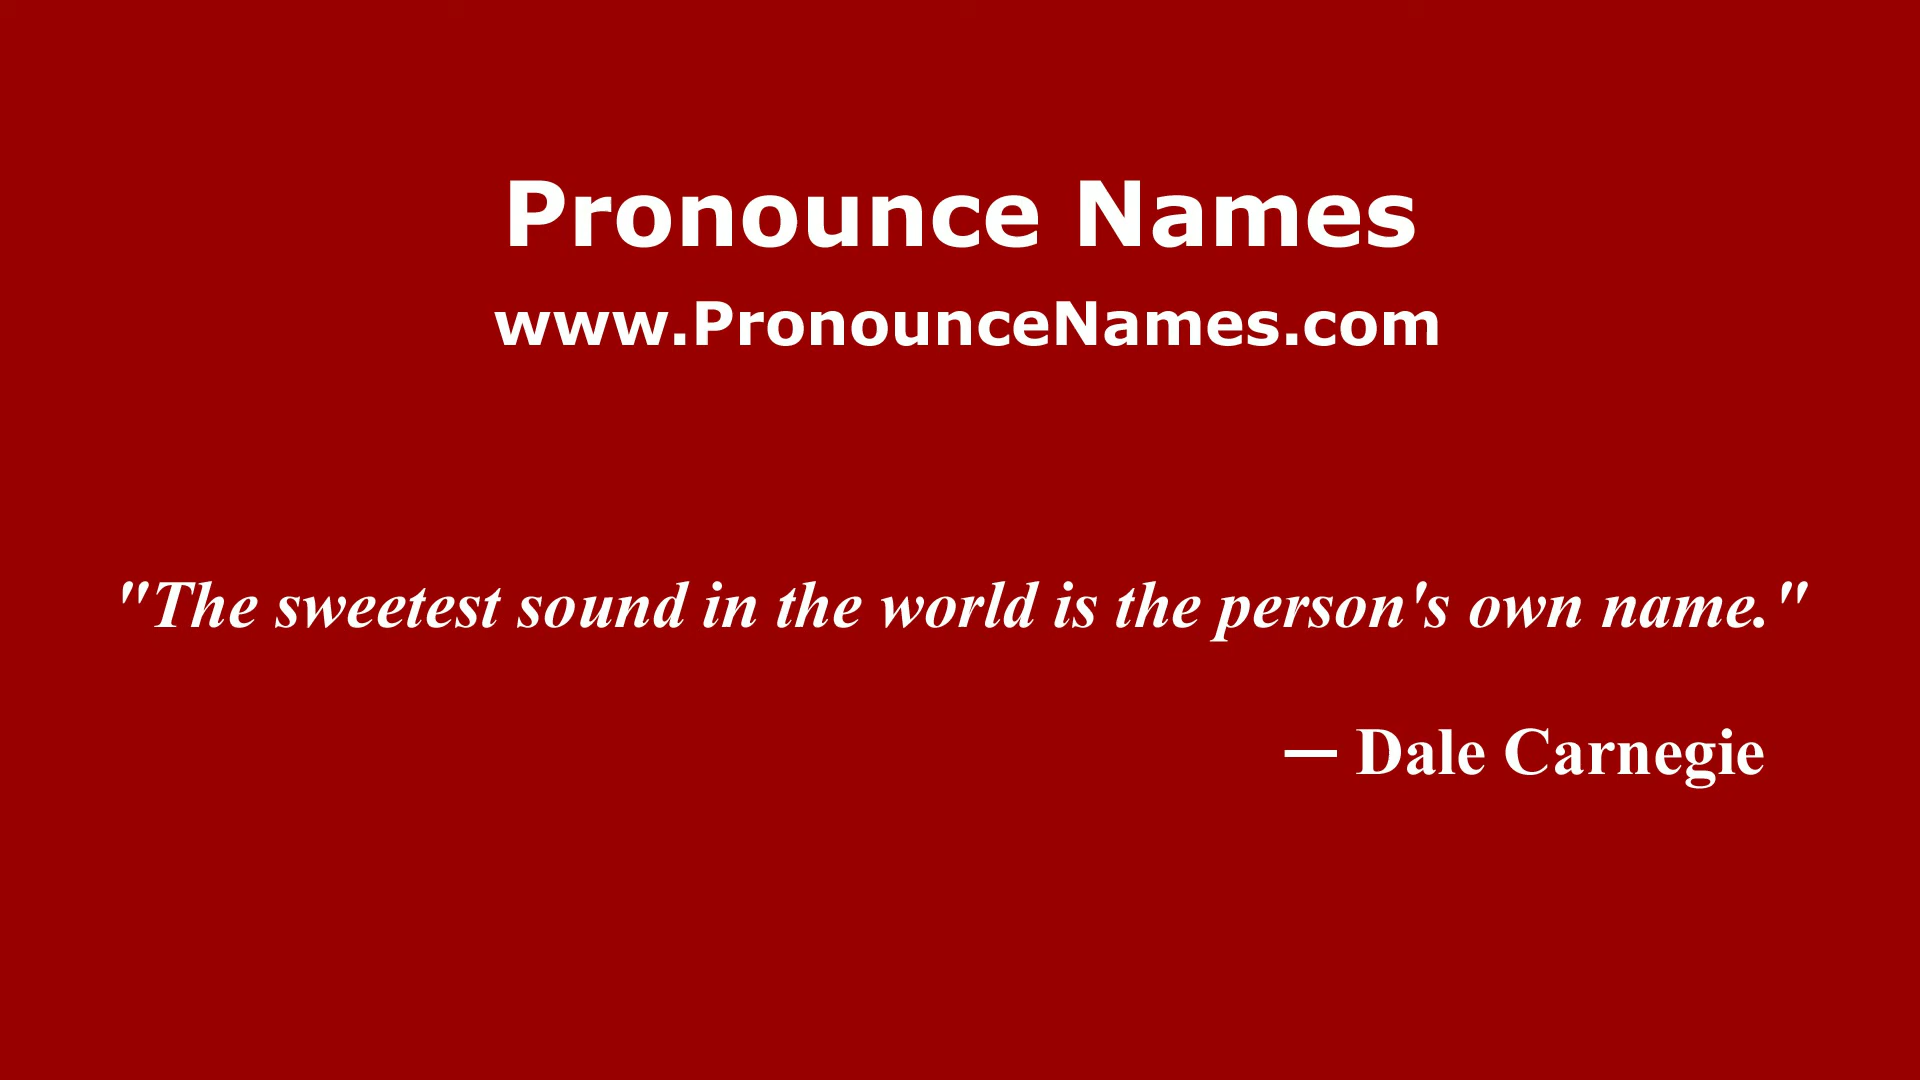 Pronounce Names
www.PronounceNames.com
"The sweetest sound in the world is the person's own name."
— Dale Carnegie